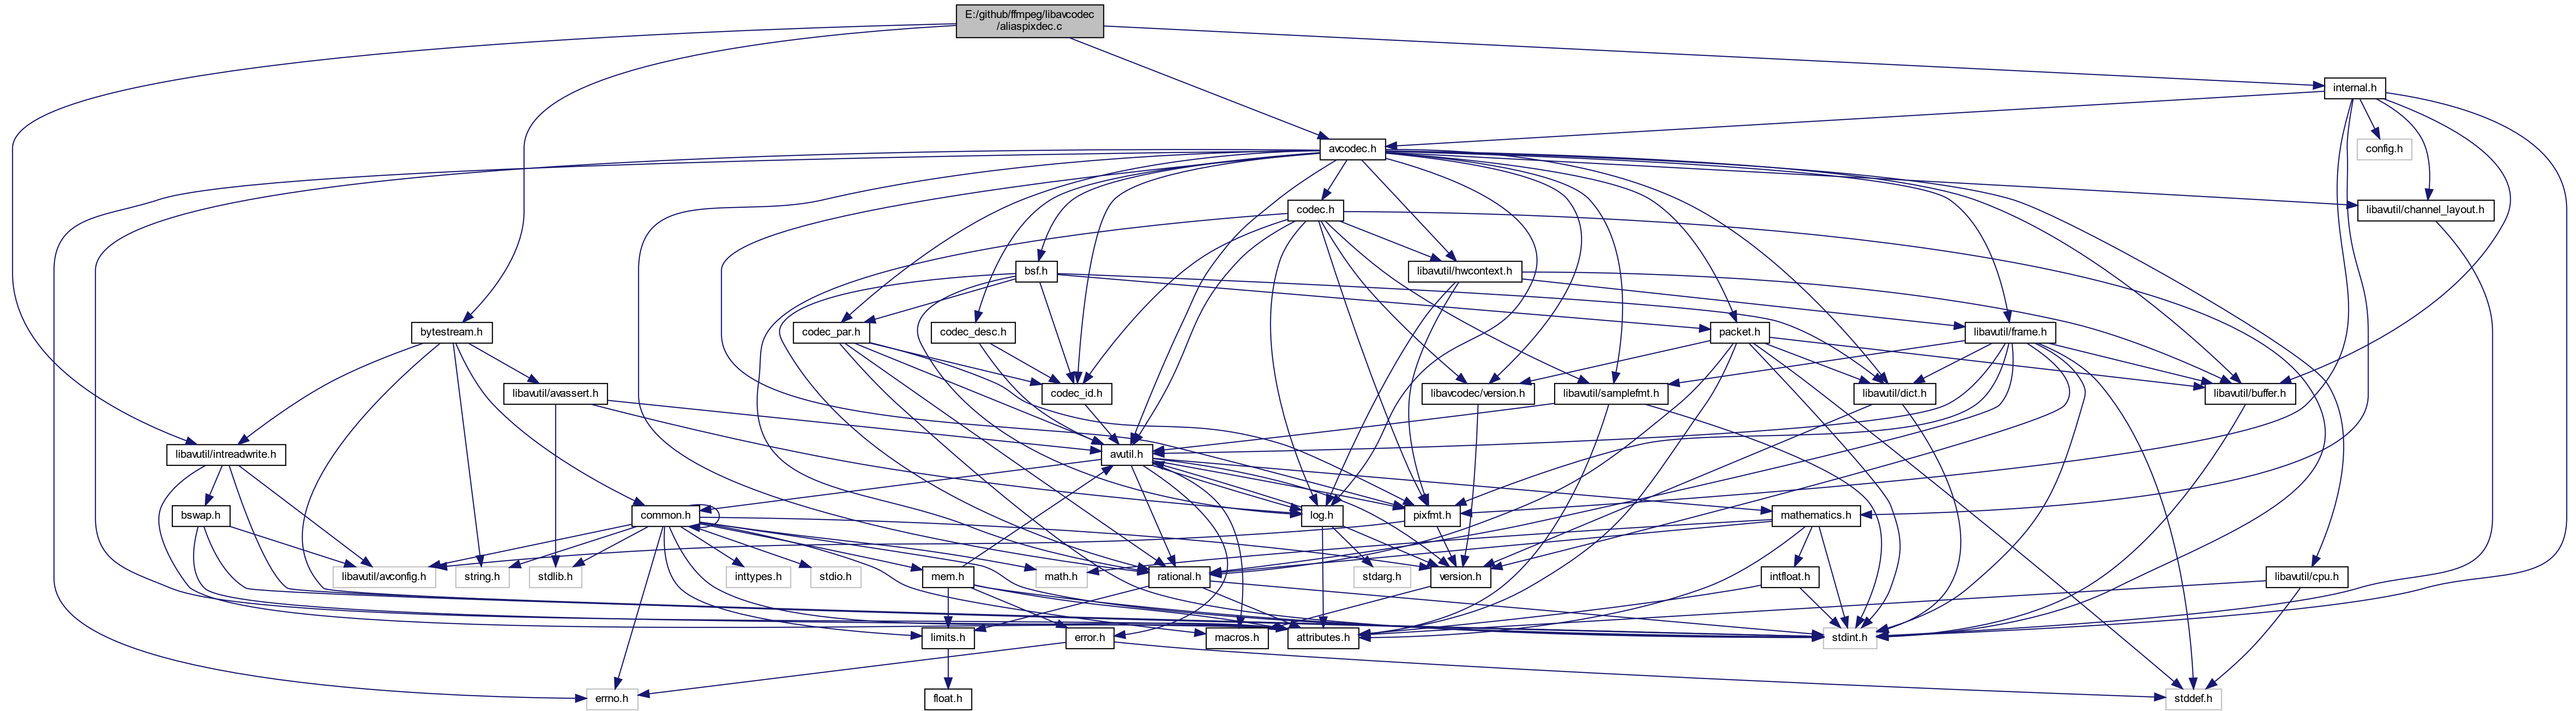 E:/github/ffmpeg/libavcodec
/aliaspixdec.c
internal.h
avcodec.h
config.h
codec.h
libavutil/channel_layout.h
bsf.h
libavutil/hwcontext.h
bytestream.h
codec_par.h
codec_desc.h
packet.h
libavutil/frame.h
libavutil/avassert.h
codec_id.h
libavcodec/version.h
libavutil/samplefmt.h
libavutil/dict.h
libavutil/buffer.h
libavutil/intreadwrite.h
avutil.h
bswap.h
common.h
log.h
pixfmt.h
mathematics.h
libavutil/avconfig.h
string.h
stdlib.h
inttypes.h
stdio.h
mem.h
math.h
rational.h
stdarg.h
version.h
intfloat.h
libavutil/cpu.h
limits.h
error.h
macros.h
attributes.h
stdint.h
errno.h
float.h
stddef.h